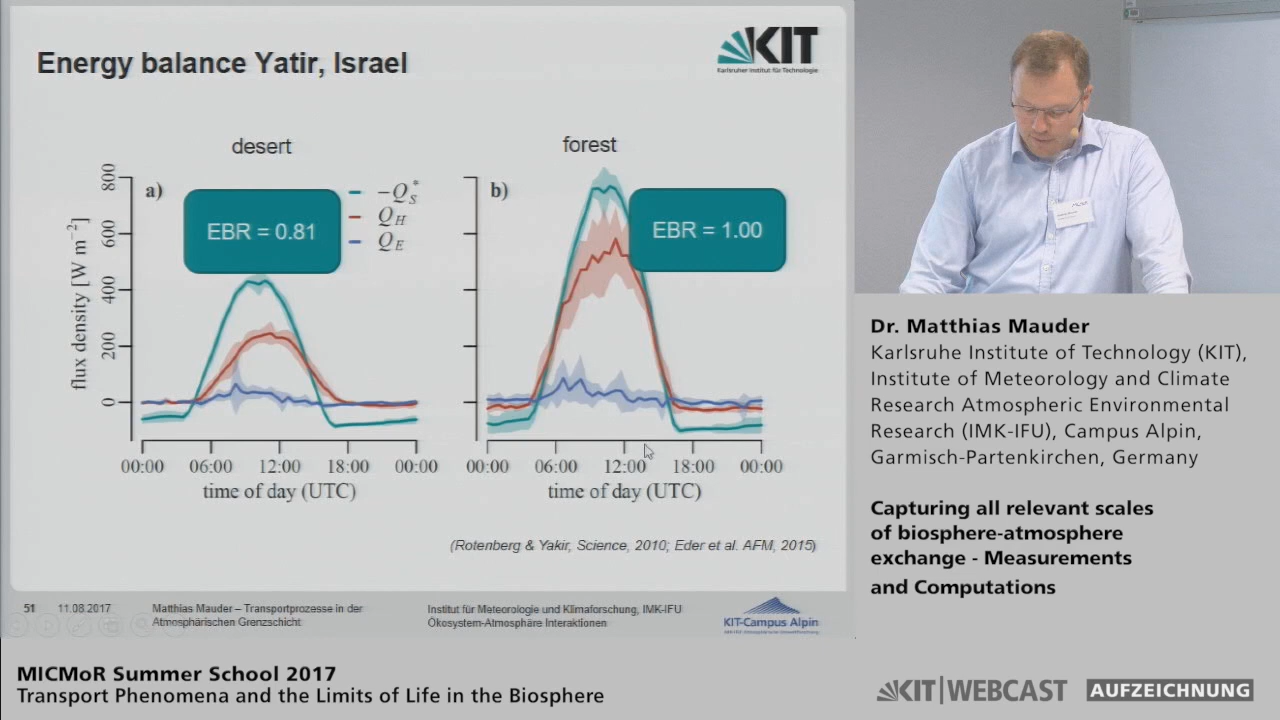 Energy balance Yatir, Israel
KIT
Karlsruher Institut für Technologie
desert
forest
a)
b)
EBR = 0.81
EBR = 1.00
−Q*S
QH
QE
flux density [W m−2]
800
600
400
200
0
00:00 06:00 12:00 18:00 00:00
00:00 06:00 12:00 18:00 00:00
time of day (UTC)
time of day (UTC)
(Rotenberg & Yakir, Science, 2010; Eder et al. AFM, 2015)
51
11.08.2017
Matthias Mauder – Transportprozesse in der
Atmosphärischen Grenzschicht
Institut für Meteorologie und Klimaforschung, IMK-IFU
Ökosystem-Atmosphäre Interaktionen
KIT-Campus Alpin
Dr. Matthias Mauder
Karlsruhe Institute of Technology (KIT),
Institute of Meteorology and Climate
Research Atmospheric Environmental
Research (IMK-IFU), Campus Alpin,
Garmisch-Partenkirchen, Germany
Capturing all relevant scales
of biosphere-atmosphere
exchange - Measurements
and Computations
MICMoR Summer School 2017
Transport Phenomena and the Limits of Life in the Biosphere
KIT|WEBCAST
AUFZEICHNUNG